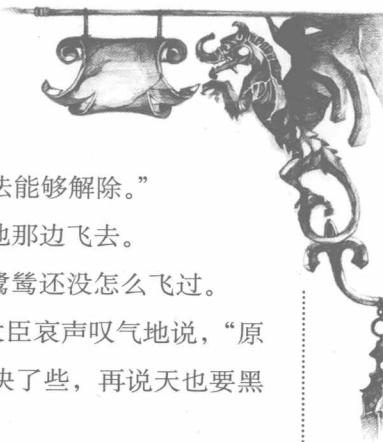 法能够解除。”
他那边飞去。
鹭鸶还没怎么飞过。
大臣哀声叹气地说，“原
快了些，再说天也要黑